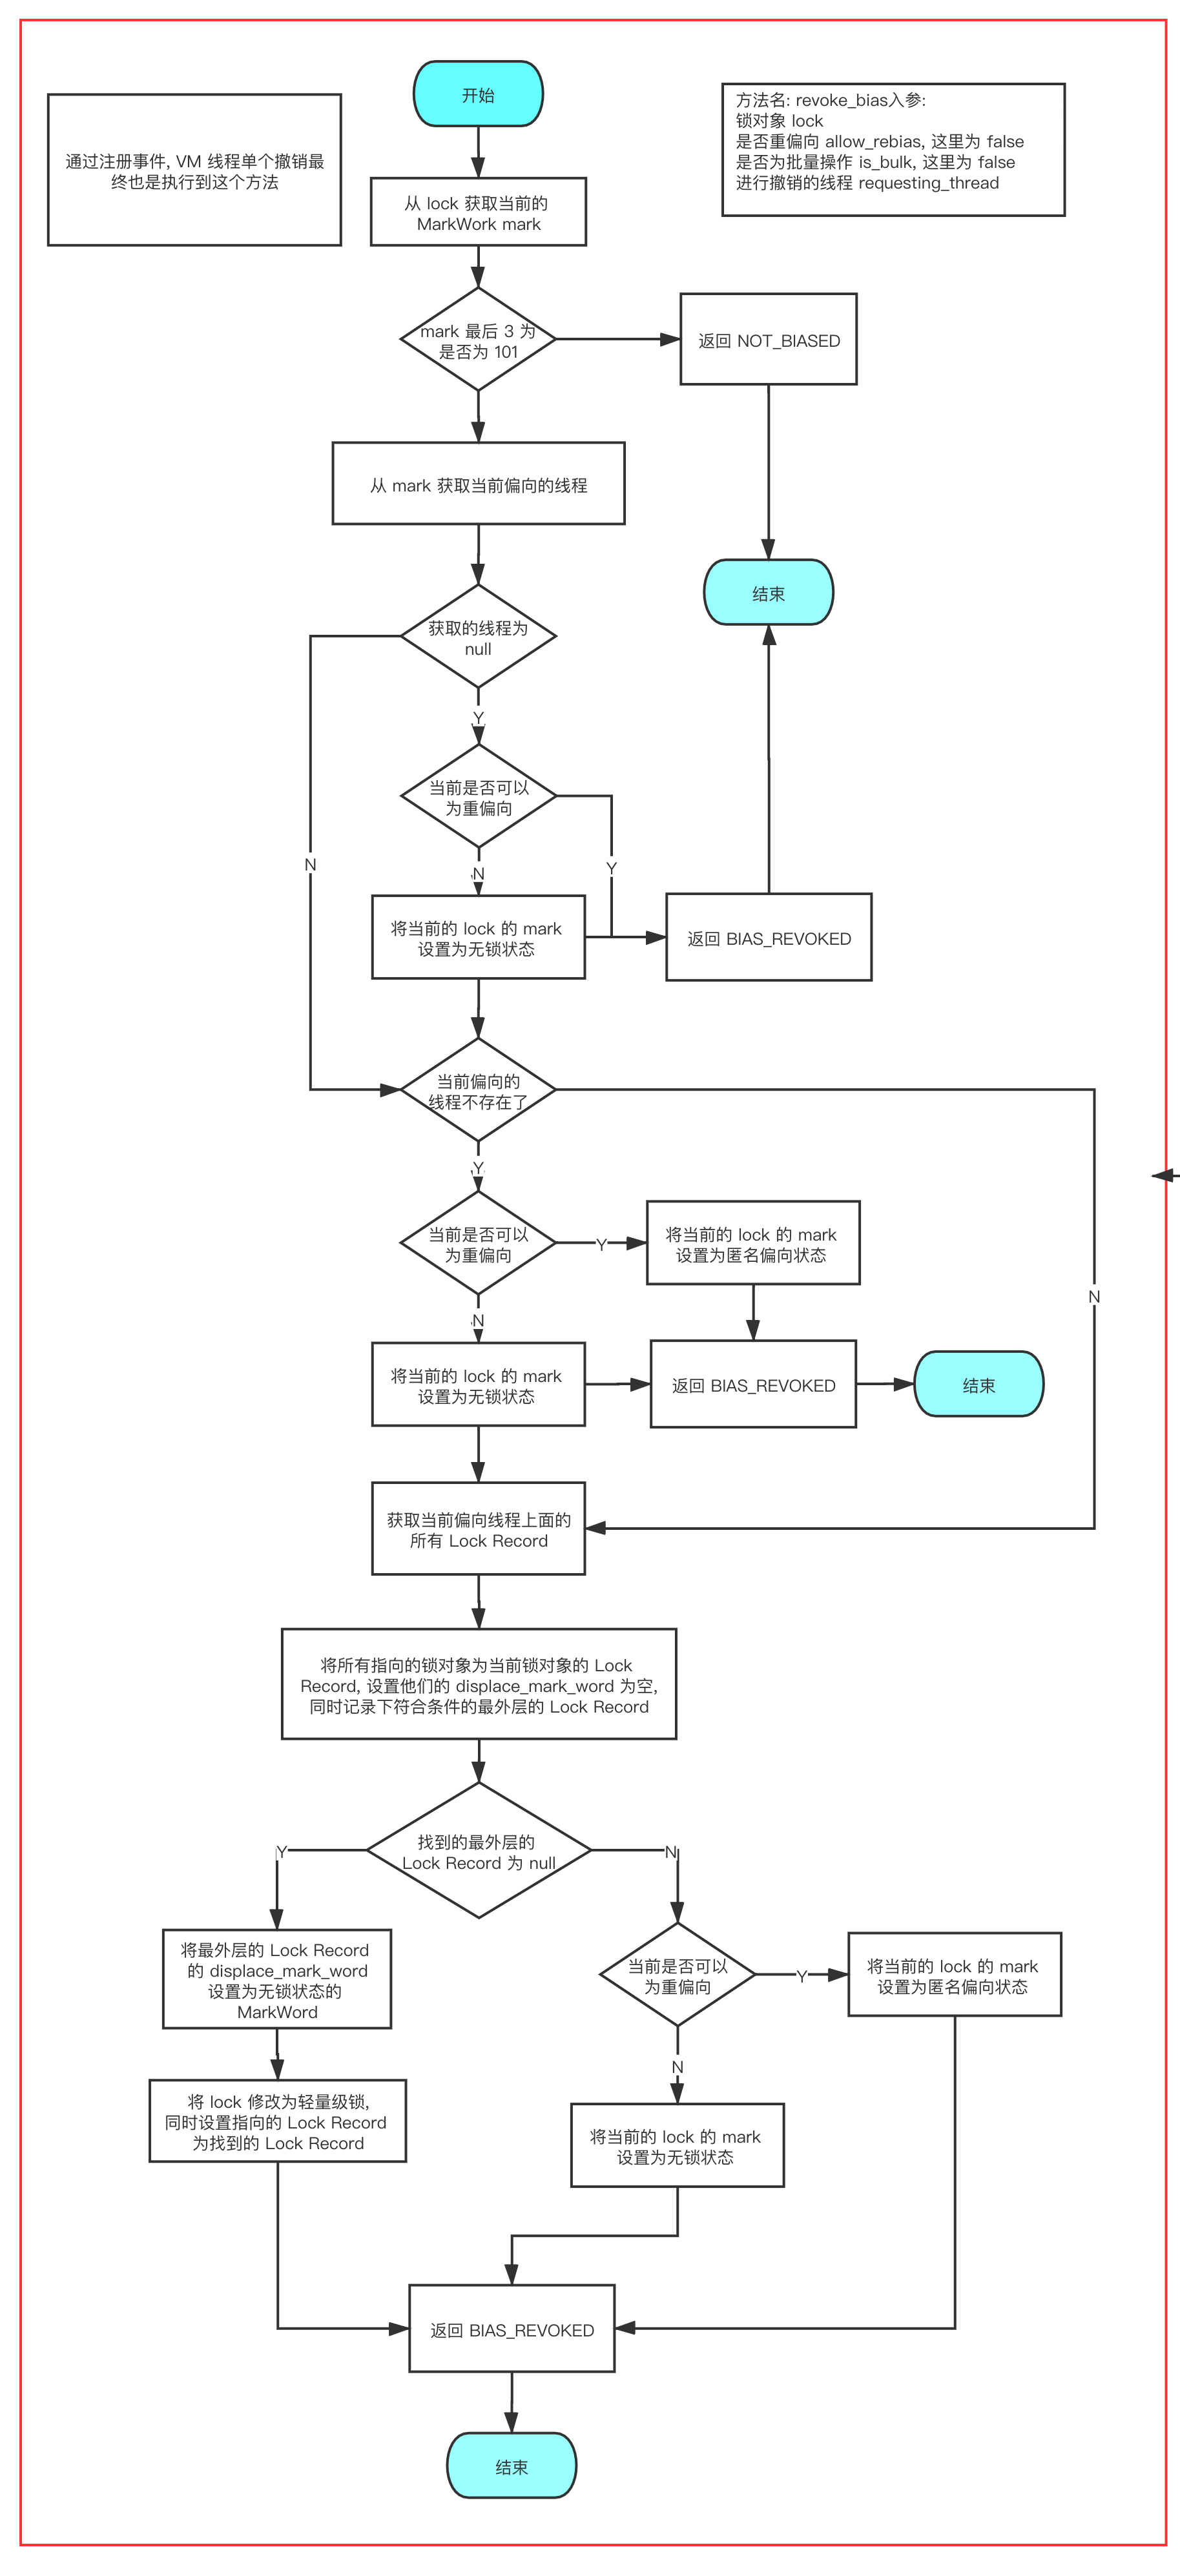 开始
通过注册事件, VM 线程单个撤销最
终也是执行到这个方法
方法名: revoke_bias入参:
锁对象 lock
是否重偏向 allow_rebias, 这里为 false
是否为批量操作 is_bulk, 这里为 false
进行撤销的线程 requesting_thread
从 lock 获取当前的
MarkWork mark
mark 最后 3 为
是否为 101
返回 NOT_BIASED
从 mark 获取当前偏向的线程
结束
获取的线程为
null
Y
当前是否可以
为重偏向
N
N
Y
将当前的 lock 的 mark
设置为无锁状态
返回 BIAS_REVOKED
当前偏向的
线程不存在了
Y
当前是否可以
为重偏向
Y
将当前的 lock 的 mark
设置为匿名偏向状态
N
N
将当前的 lock 的 mark
设置为无锁状态
返回 BIAS_REVOKED
结束
获取当前偏向线程上面的
所有 Lock Record
将所有指向的锁对象为当前锁对象的 Lock
Record, 设置他们的 displace_mark_word 为空,
同时记录下符合条件的最外层的 Lock Record
找到的最外层的
Lock Record 为 null
Y
N
将最外层的 Lock Record
的 displace_mark_word
设置为无锁状态的
MarkWord
当前是否可以
为重偏向
Y
将当前的 lock 的 mark
设置为匿名偏向状态
N
将 lock 修改为轻量级锁,
同时设置指向的 Lock Record
为找到的 Lock Record
将当前的 lock 的 mark
设置为无锁状态
返回 BIAS_REVOKED
结束